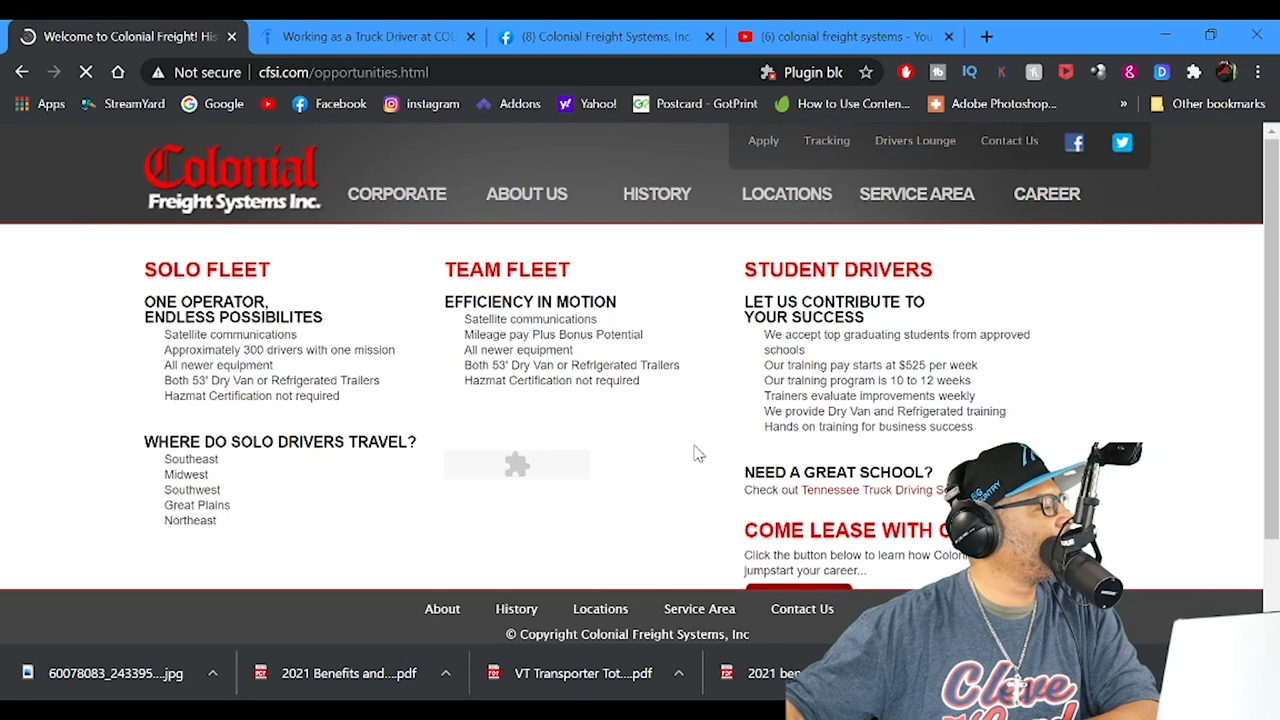 Welcome to Colonial Freight! His
Working as a Truck Driver at COL
(8) Colonial Freight Systems, Inc.
(6) colonial freight systems - You
Not secure
cfsi.com/opportunities.html
Plugin blk
Apps
StreamYard
Google
Facebook
instagram
Addons
Yahoo!
Postcard - GotPrint
How to Use Conten...
Adobe Photoshop...
»
Other bookmarks
Apply
Tracking
Drivers Lounge
Contact Us
Colonial
Freight Systems Inc.
CORPORATE
ABOUT US
HISTORY
LOCATIONS
SERVICE AREA
CAREER
SOLO FLEET
ONE OPERATOR,
ENDLESS POSSIBILITES
Satellite communications
Approximately 300 drivers with one mission
All newer equipment
Both 53' Dry Van or Refrigerated Trailers
Hazmat Certification not required
WHERE DO SOLO DRIVERS TRAVEL?
Southeast
Midwest
Southwest
Great Plains
Northeast
TEAM FLEET
EFFICIENCY IN MOTION
Satellite communications
Mileage pay Plus Bonus Potential
All newer equipment
Both 53' Dry Van or Refrigerated Trailers
Hazmat Certification not required
STUDENT DRIVERS
LET US CONTRIBUTE TO
YOUR SUCCESS
We accept top graduating students from approved
schools
Our training pay starts at $525 per week
Our training program is 10 to 12 weeks
Trainers evaluate improvements weekly
We provide Dry Van and Refrigerated training
Hands on training for business success
NEED A GREAT SCHOOL?
Check out Tennessee Truck Driving
COME LEASE WITH
Click the button below to learn how
jumpstart your career...
About
History
Locations
Service Area
Contact Us
© Copyright Colonial Freight Systems, Inc
60078083_243395....jpg
2021 Benefits and....pdf
VT Transporter Tot....pdf
2021 ben
Cleve